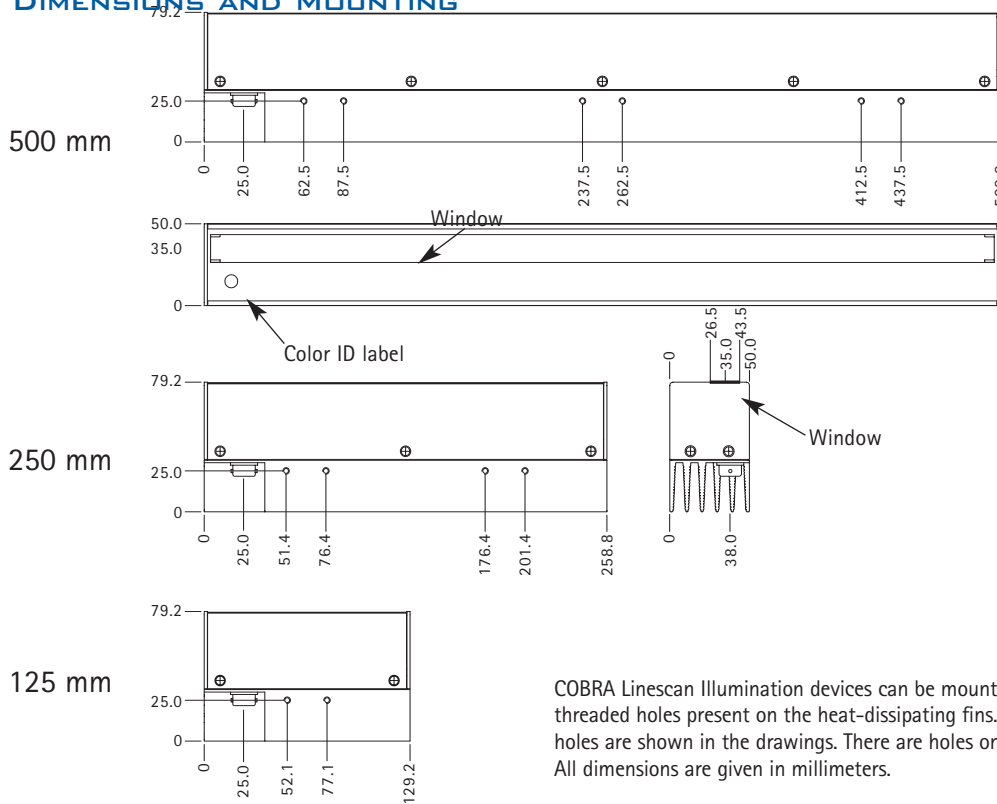 DIMENSIONS AND MOUNTING
79.2
25.0
0
500 mm
0 25.0 62.5 87.5 237.5 262.5 412.5 437.5
50.0
35.0
0
Window
Color ID label
79.2
25.0
0
250 mm
0 25.0 51.4 76.4 176.4 201.4 258.8
0 26.5 35.0 43.5 50.0
Window
0 38.0
79.2
25.0
0
125 mm
0 25.0 52.1 77.1 129.2
COBRA Linescan Illumination devices can be mount
threaded holes present on the heat-dissipating fins.
holes are shown in the drawings. There are holes or
All dimensions are given in millimeters.